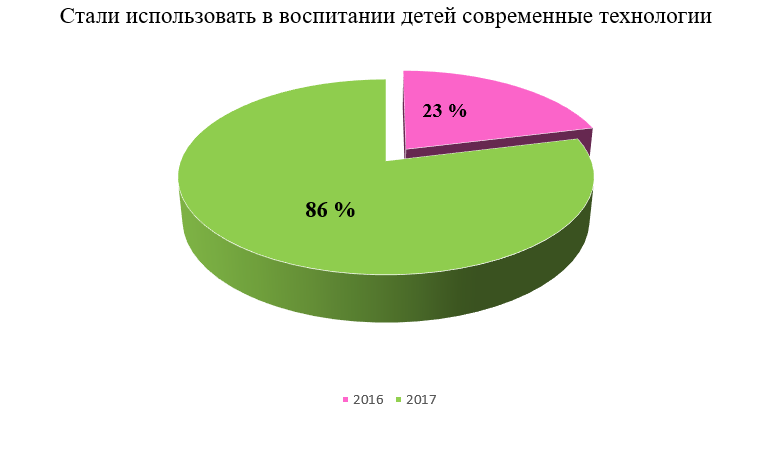 Стали использовать в воспитании детей современные технологии
23 %
86 %
2016 2017